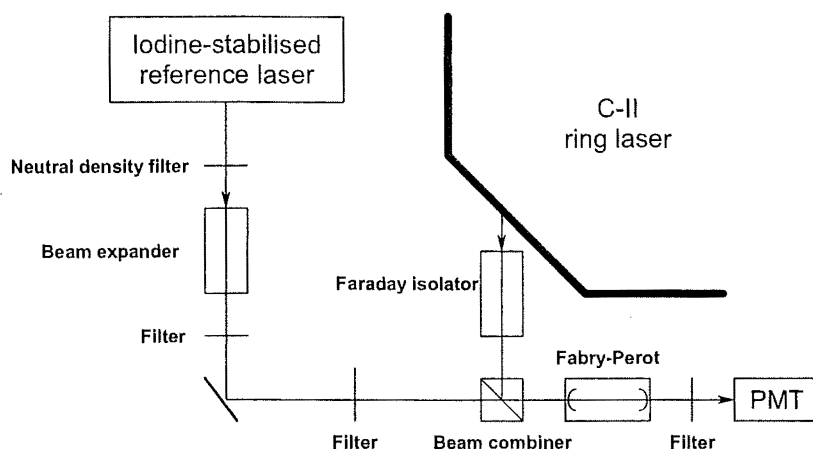 Iodine-stabilised
reference laser
C-II
ring laser
Neutral density filter
Beam expander
Faraday isolator
Filter
Fabry-Perot
PMT
Filter
Beam combiner
Filter